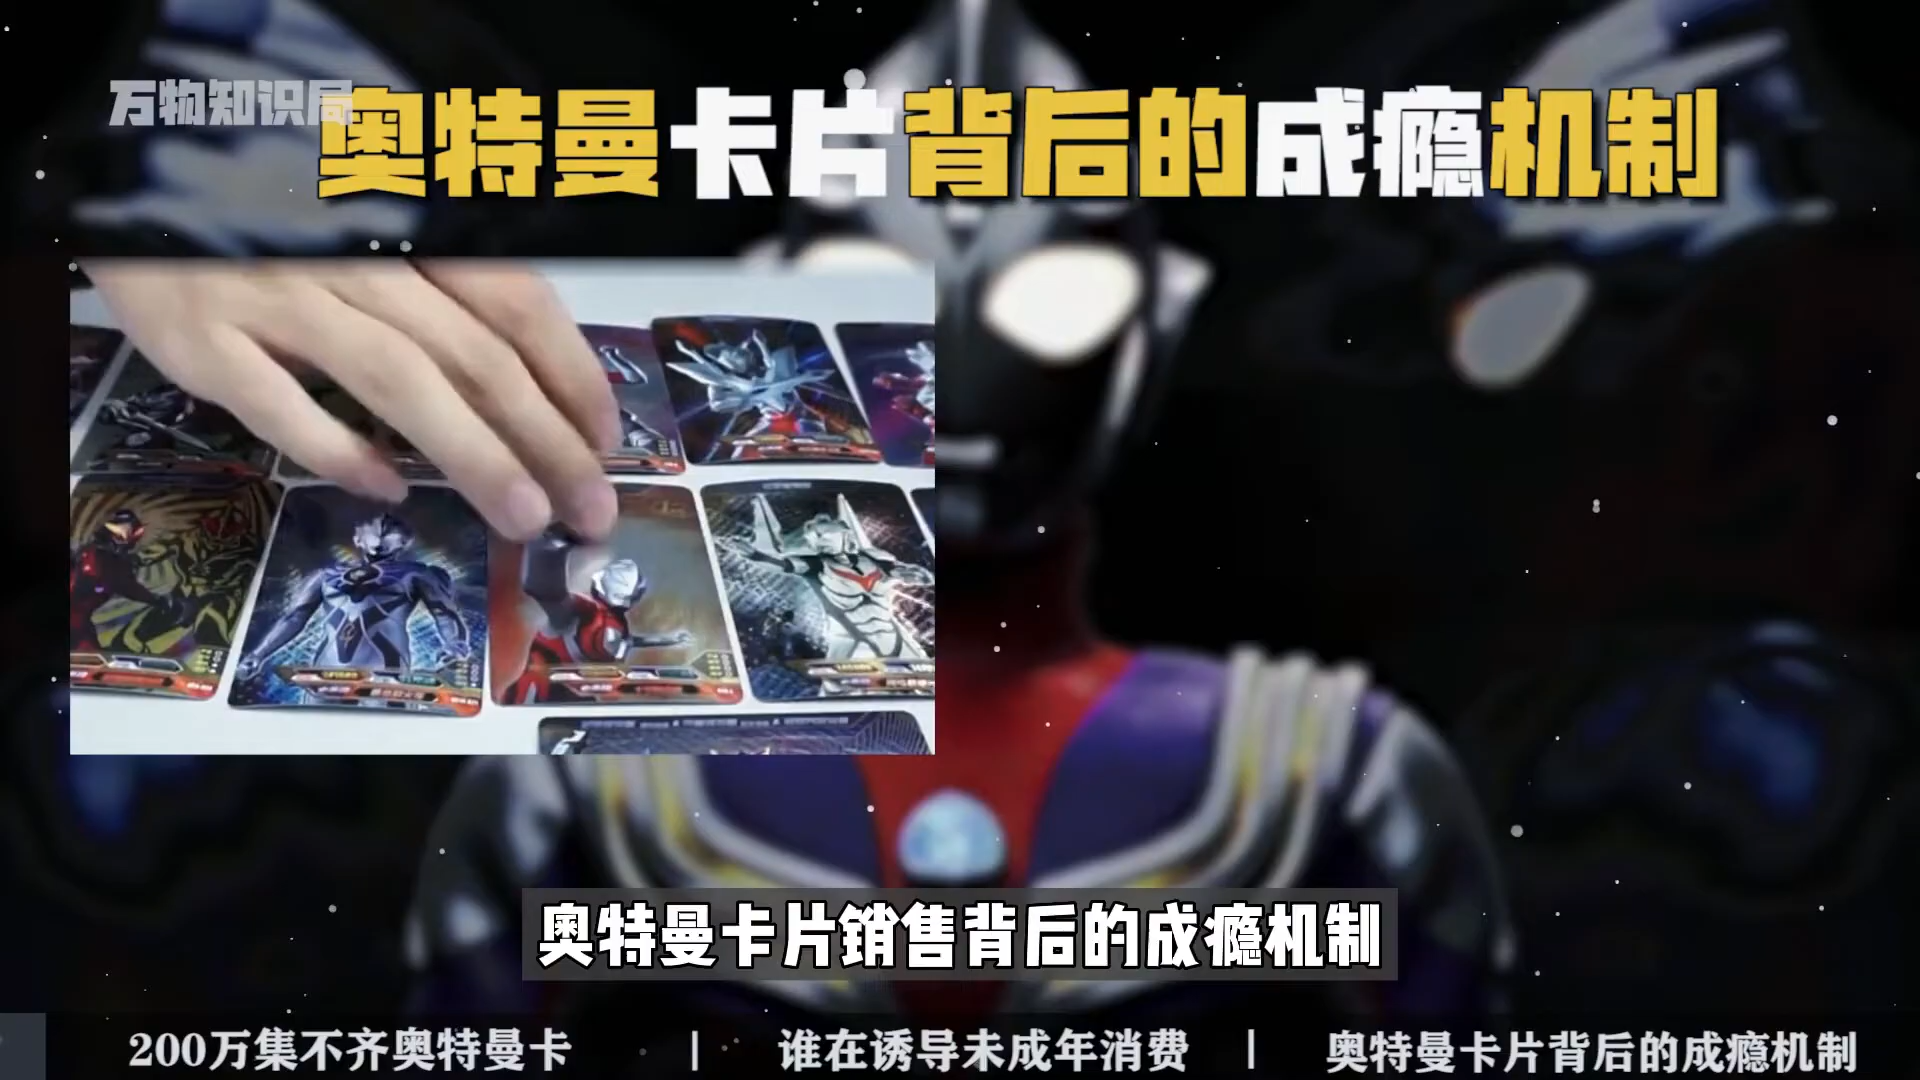 万物知识局
奥特曼卡片背后的成瘾机制
奥特曼卡片销售背后的成瘾机制
200万集不齐奥特曼卡 | 谁在诱导未成年消费 | 奥特曼卡片背后的成瘾机制